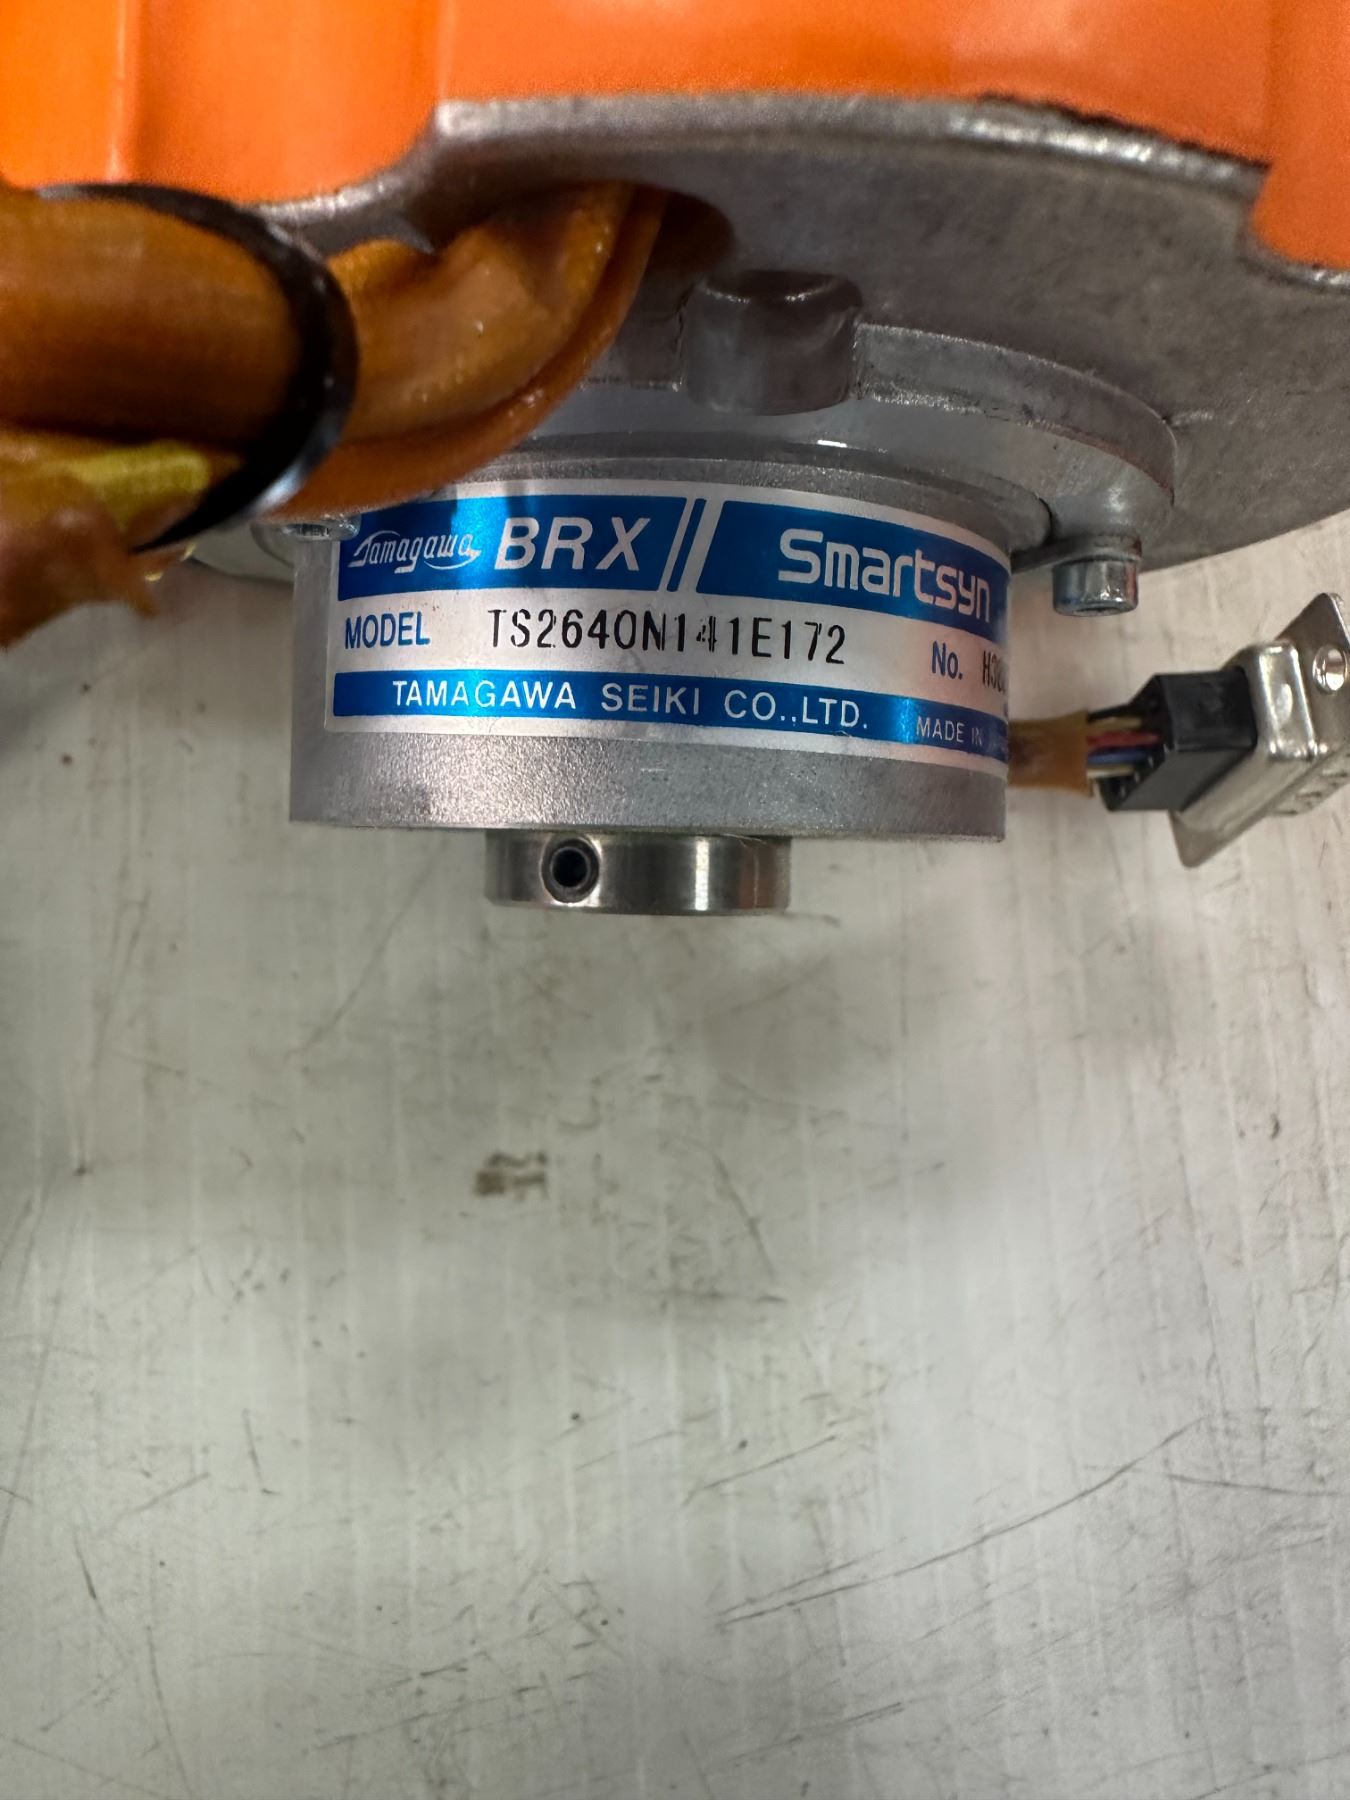 Tamagawa BRX // Smartsyn
MODEL TS2640N141E172 No.
TAMAGAWA SEIKI CO.,LTD. MADE IN